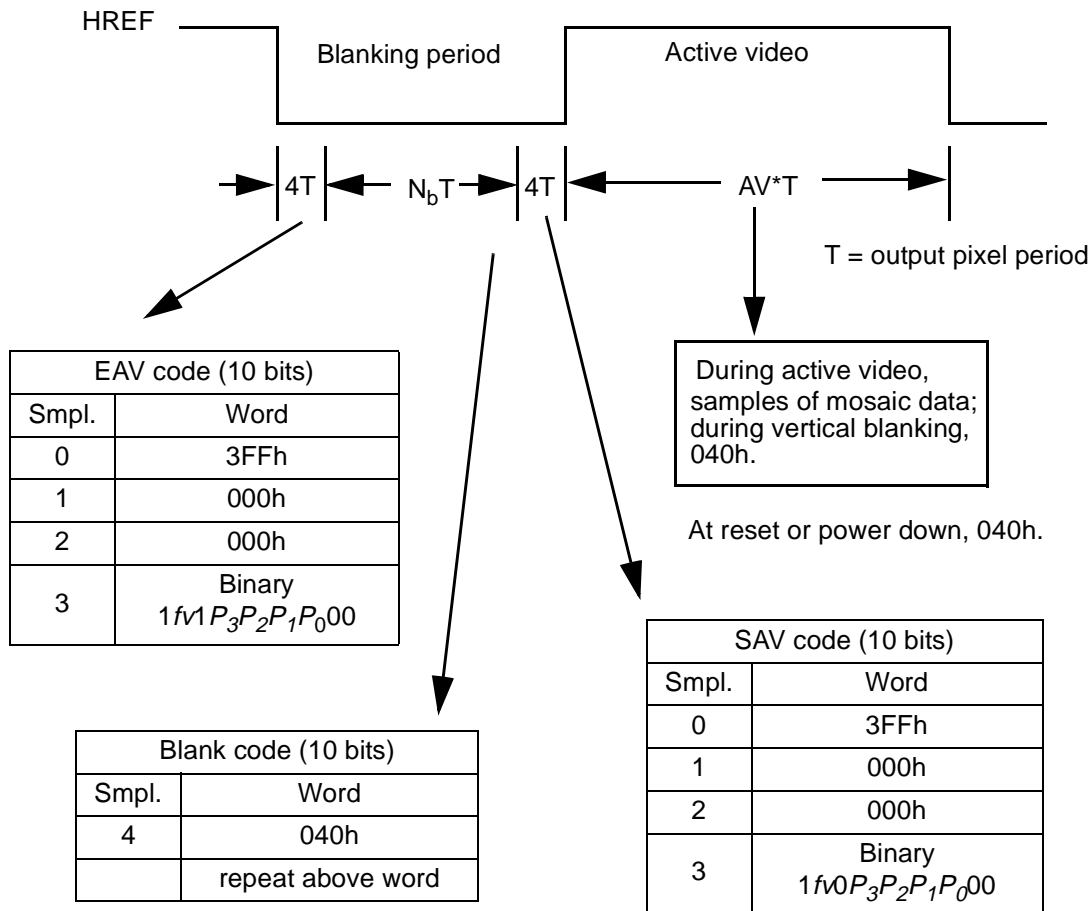 HREF
Blanking period
Active video
4T
NbT
4T
AV*T
T = output pixel period
EAV code (10 bits)
Smpl. Word
0 3FFh
1 000h
2 000h
3 Binary
1fv1P3P2P1P000
During active video,
samples of mosaic data;
during vertical blanking,
040h.
At reset or power down, 040h.
Blank code (10 bits)
Smpl. Word
4 040h
repeat above word
SAV code (10 bits)
Smpl. Word
0 3FFh
1 000h
2 000h
3 Binary
1fv0P3P2P1P000